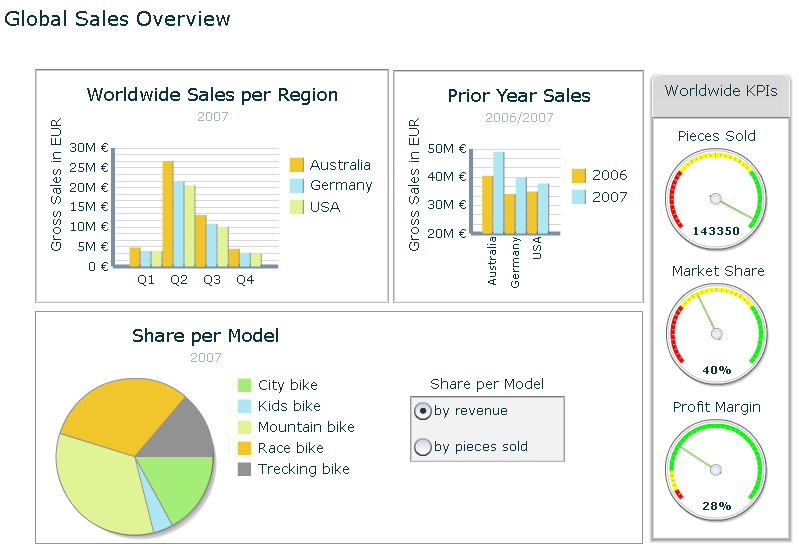 Global Sales Overview
Worldwide Sales per Region
2007
Gross Sales in EUR
30M €
25M €
20M €
15M €
10M €
5M €
0 €
Q1 Q2 Q3 Q4
Australia
Germany
USA
Prior Year Sales
2006/2007
Gross Sales in EUR
50M €
40M €
30M €
20M €
Australia
Germany
USA
2006
2007
Worldwide KPIs
Pieces Sold
143350
Market Share
40%
Profit Margin
28%
Share per Model
2007
City bike
Kids bike
Mountain bike
Race bike
Trecking bike
Share per Model
by revenue
by pieces sold